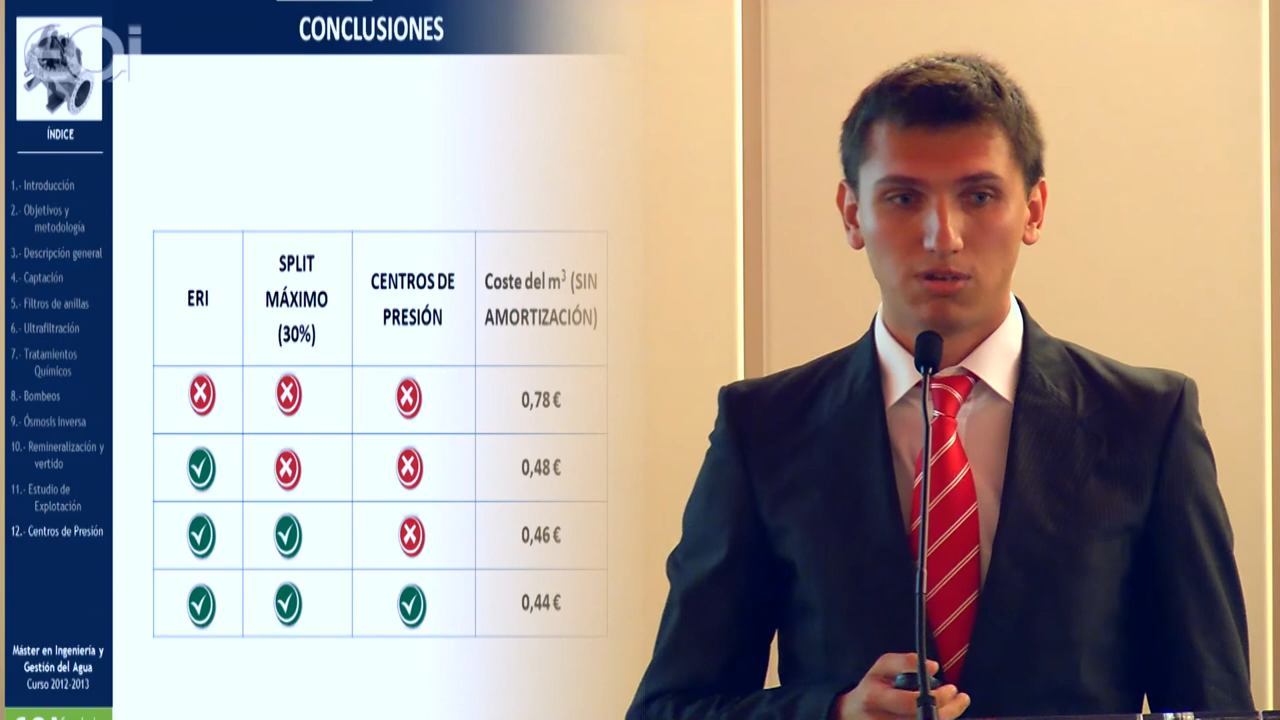 CONCLUSIONES
eoi
ÍNDICE
1.- Introducción
2.- Objetivos y
metodología
3.- Descripción general
4.- Captación
5.- Filtros de anillas
6.- Ultrafiltración
7.- Tratamientos
Químicos
8.- Bombeos
9.- Ósmosis inversa
10.- Remineralización y
vertido
11.- Estudio de
Explotación
12.- Centros de Presión
Máster en Ingeniería y
Gestión del Agua
Curso 2012-2013
ERI
SPLIT
MÁXIMO
(30%)
CENTROS DE
PRESIÓN
Coste del m³ (SIN
AMORTIZACIÓN)
0,78 €
0,48 €
0,46 €
0,44 €